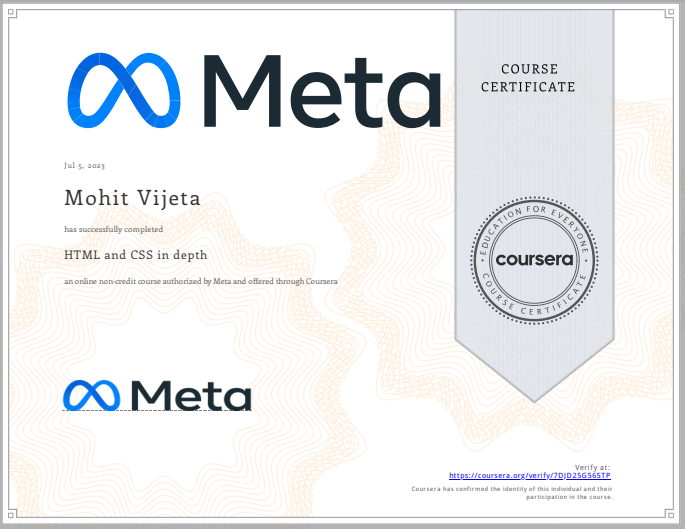 Meta
COURSE
CERTIFICATE
Jul 5, 2023
Mohit Vijeta
has successfully completed
HTML and CSS in depth
an online non-credit course authorized by Meta and offered through Coursera
EDUCATION FOR EVERYONE
coursera
COURSE CERTIFICATE
Meta
Verify at:
https://coursera.org/verify/7DJD25G565TP
Coursera has confirmed the identity of this individual and their
participation in the course.